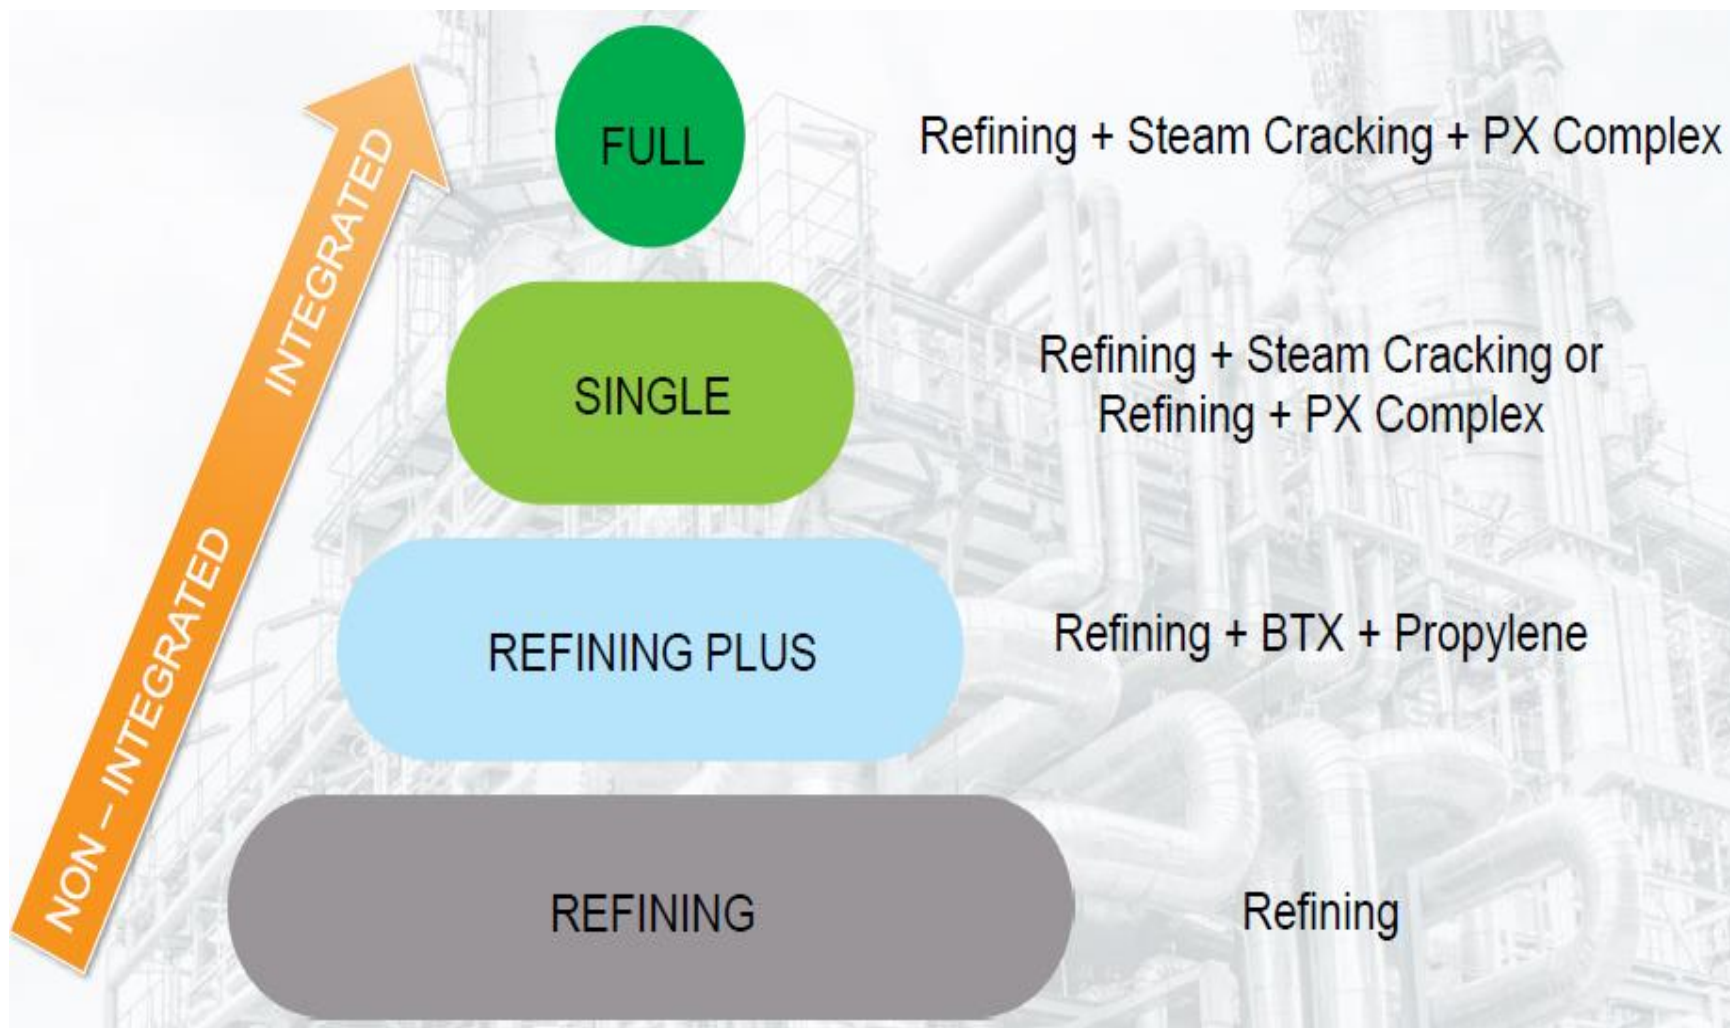 INTEGRATED
NON – INTEGRATED
FULL
Refining + Steam Cracking + PX Complex
SINGLE
Refining + Steam Cracking or
Refining + PX Complex
REFINING PLUS
Refining + BTX + Propylene
REFINING
Refining